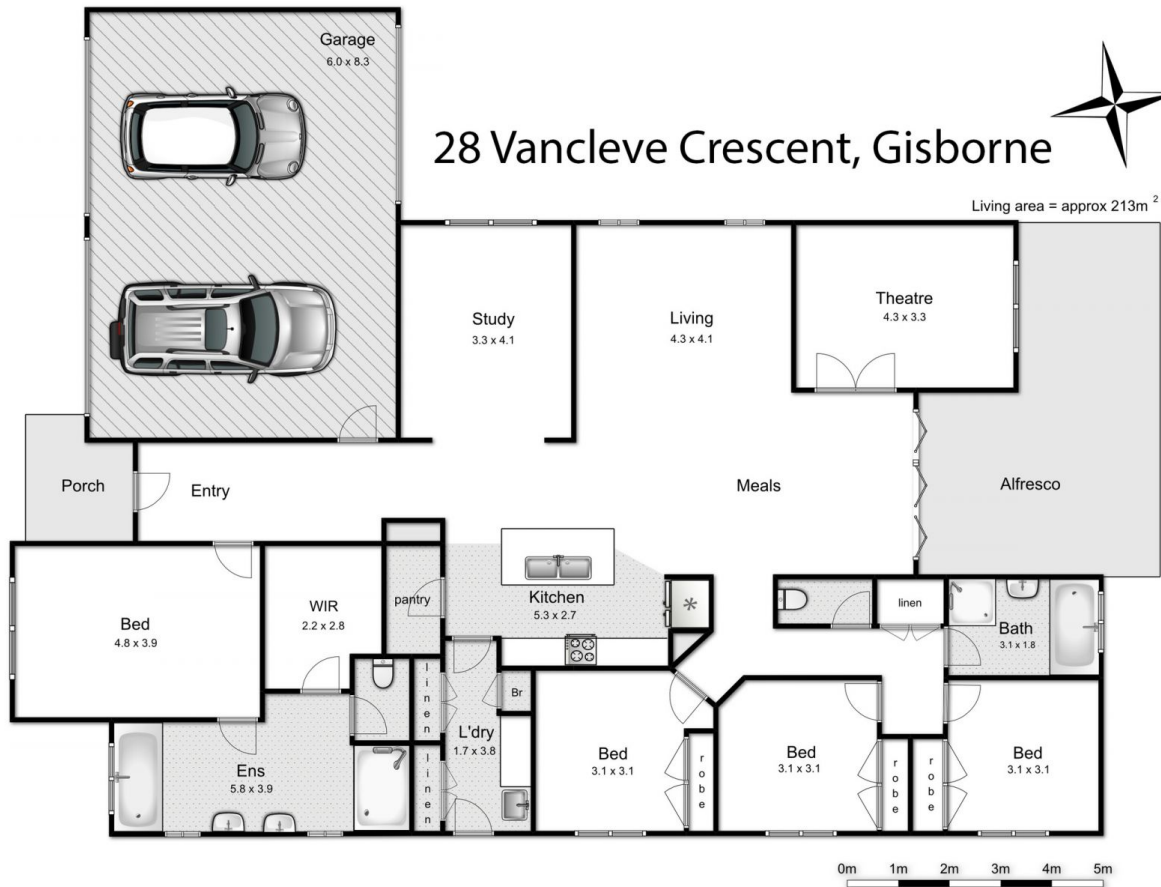 Garage
6.0 x 8.3
28 Vancleve Crescent, Gisborne
Living area = approx 213m 2
Study
3.3 x 4.1
Living
4.3 x 4.1
Theatre
4.3 x 3.3
Porch
Entry
Meals
Alfresco
Bed
4.8 x 3.9
WIR
2.2 x 2.8
pantry
Kitchen
5.3 x 2.7
*
linen
Bath
3.1 x 1.8
linen
Br
L'dry
1.7 x 3.8
linen
Ens
5.8 x 3.9
Bed
3.1 x 3.1
robe
Bed
3.1 x 3.1
robe
robe
Bed
3.1 x 3.1
0m 1m 2m 3m 4m 5m